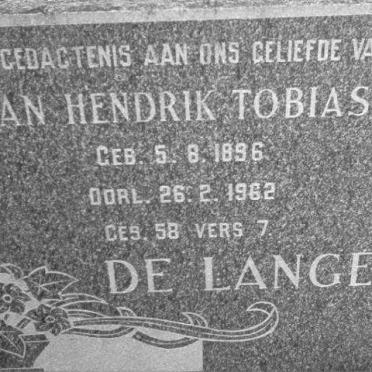 GEDAGTENIS AAN ONS GELIEFDE VA
AN HENDRIK TOBIAS
GEB. 5. 8. 1896
OORL. 26. 2. 1962
GES. 58 VERS 7
DE LANGE